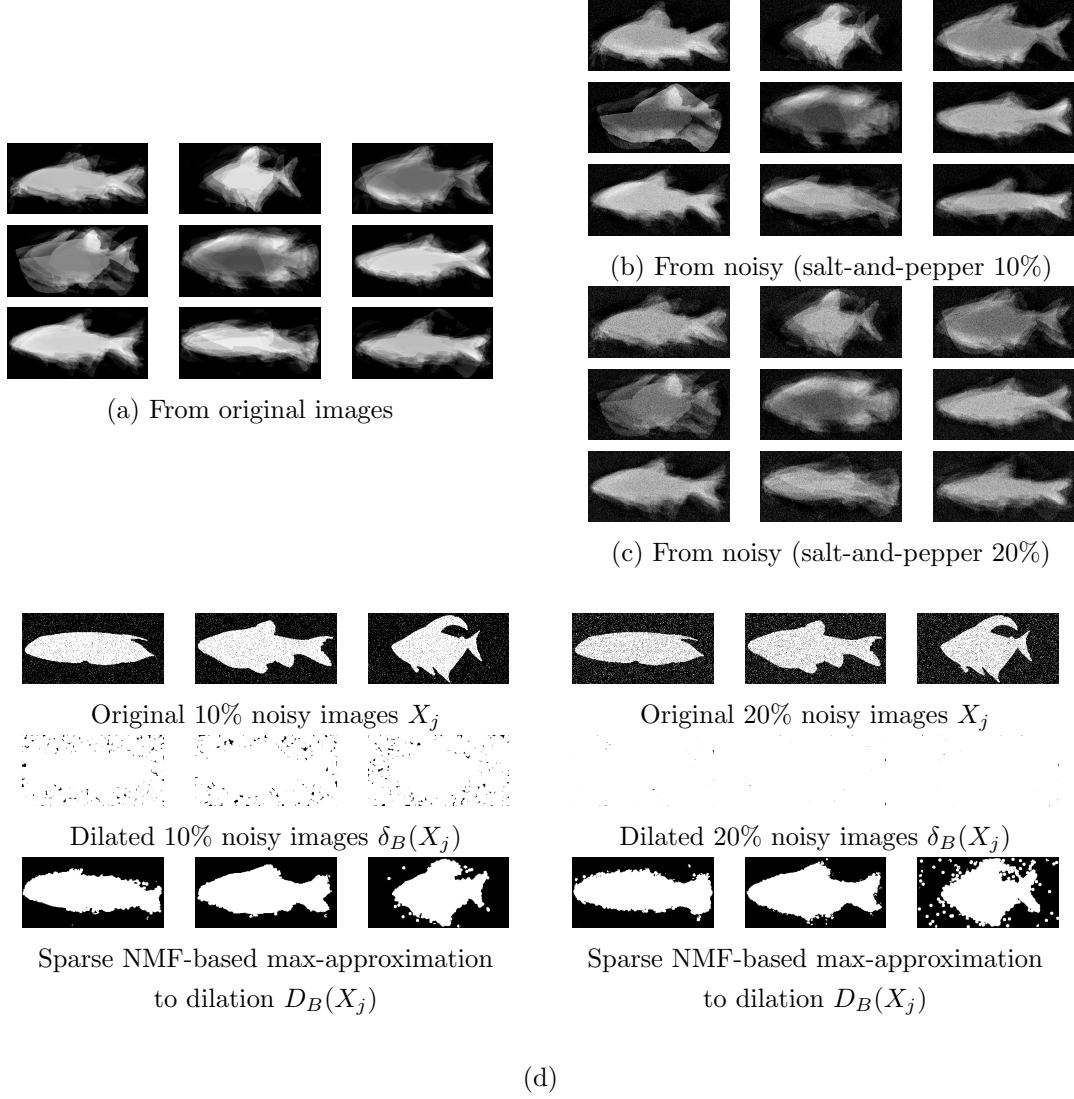 (a) From original images
(b) From noisy (salt-and-pepper 10%)
(c) From noisy (salt-and-pepper 20%)
Original 10% noisy images X_j
Dilated 10% noisy images δ_B(X_j)
Sparse NMF-based max-approximation
to dilation D_B(X_j)
Original 20% noisy images X_j
Dilated 20% noisy images δ_B(X_j)
Sparse NMF-based max-approximation
to dilation D_B(X_j)
(d)